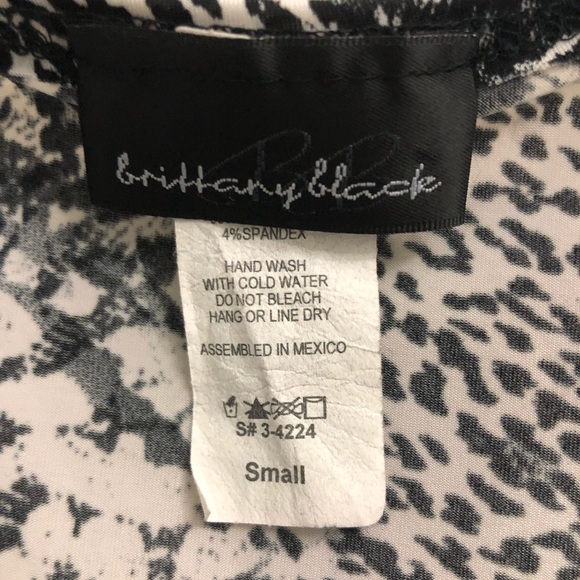 brittany black
4%SPANDEX
HAND WASH
WITH COLD WATER
DO NOT BLEACH
HANG OR LINE DRY
ASSEMBLED IN MEXICO
S# 3-4224
Small